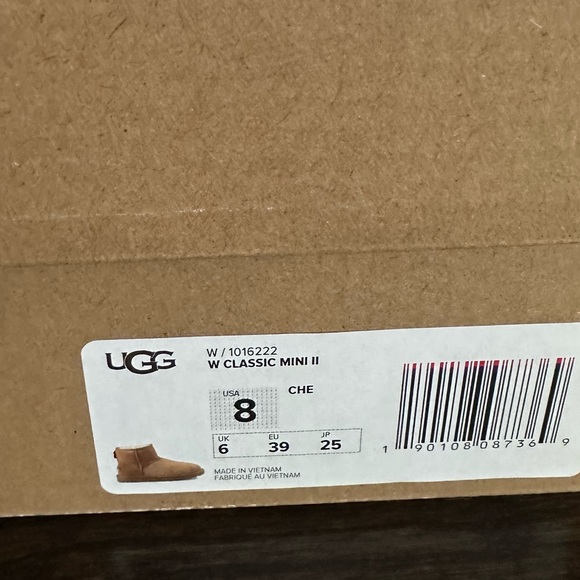 UGG
W / 1016222
W CLASSIC MINI II
USA
8
CHE
UK EU JP
6 39 25
MADE IN VIETNAM
FABRIQUÉ AU VIETNAM
1 90108 08736 9